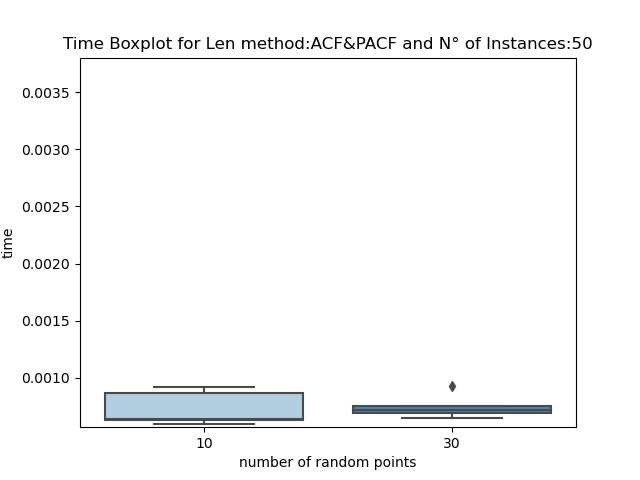 Time Boxplot for Len method:ACF&PACF and N° of Instances:50
0.0035
0.0030
0.0025
0.0020
0.0015
0.0010
time
10 30
number of random points